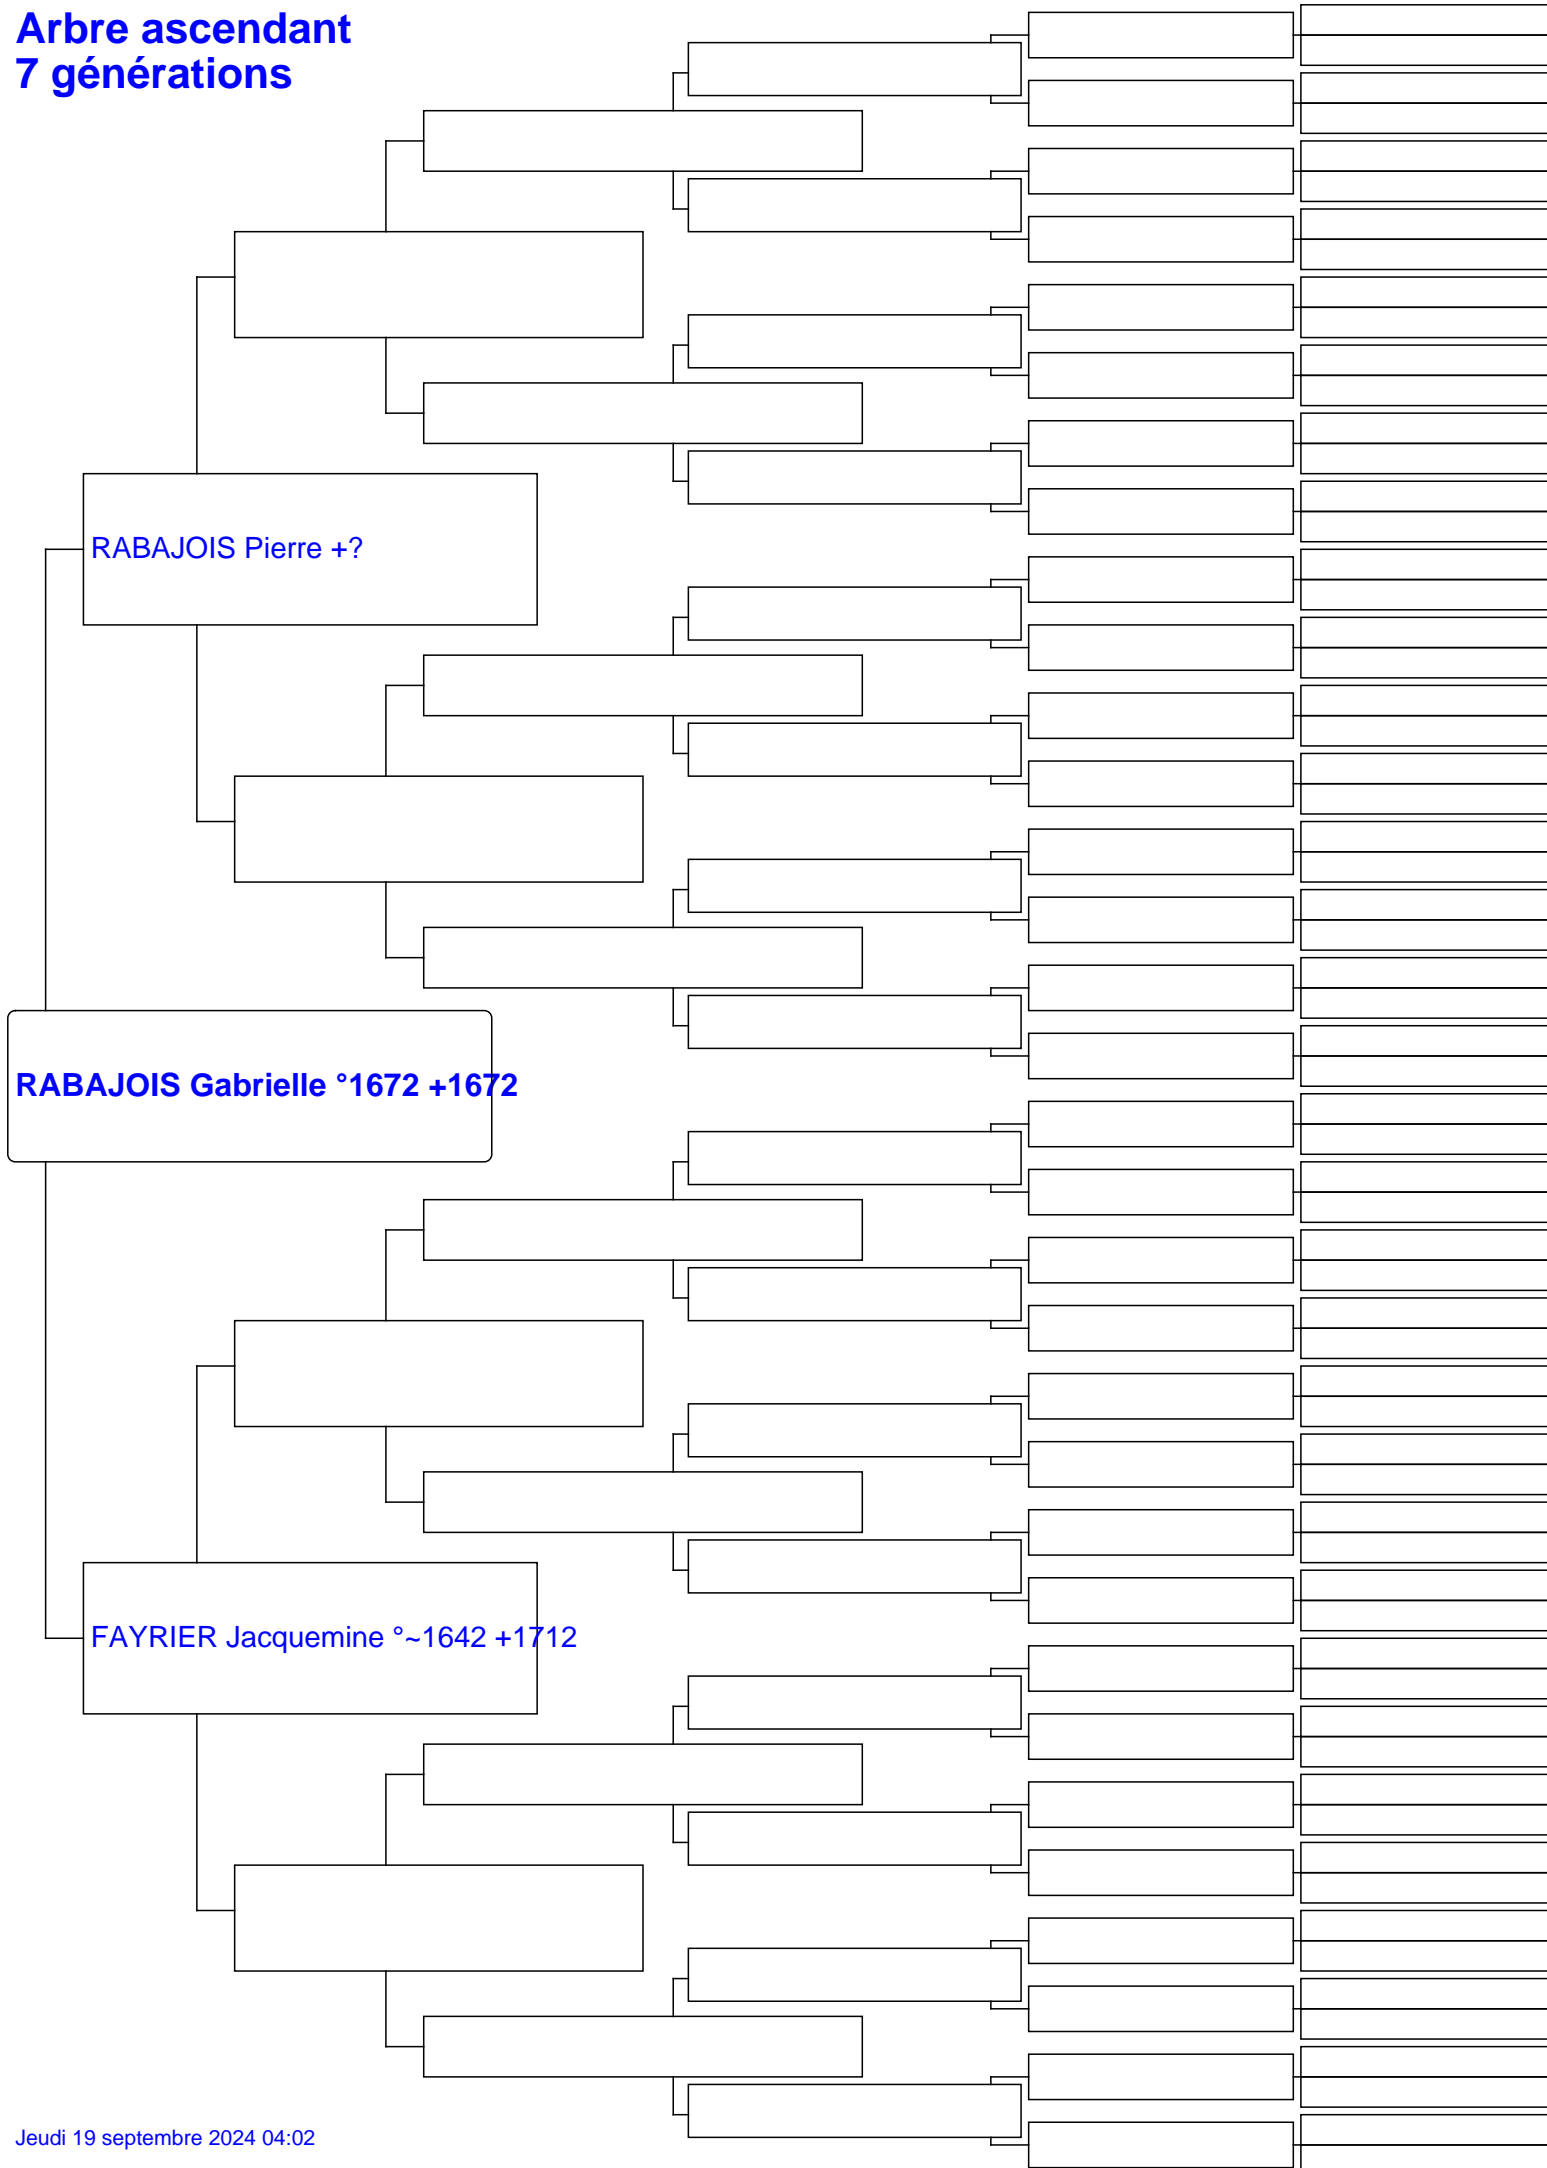 Arbre ascendant
7 générations
RABAJOIS Pierre +?
RABAJOIS Gabrielle °1672 +1672
FAYRIER Jacquemine °~1642 +1712
Jeudi 19 septembre 2024 04:02